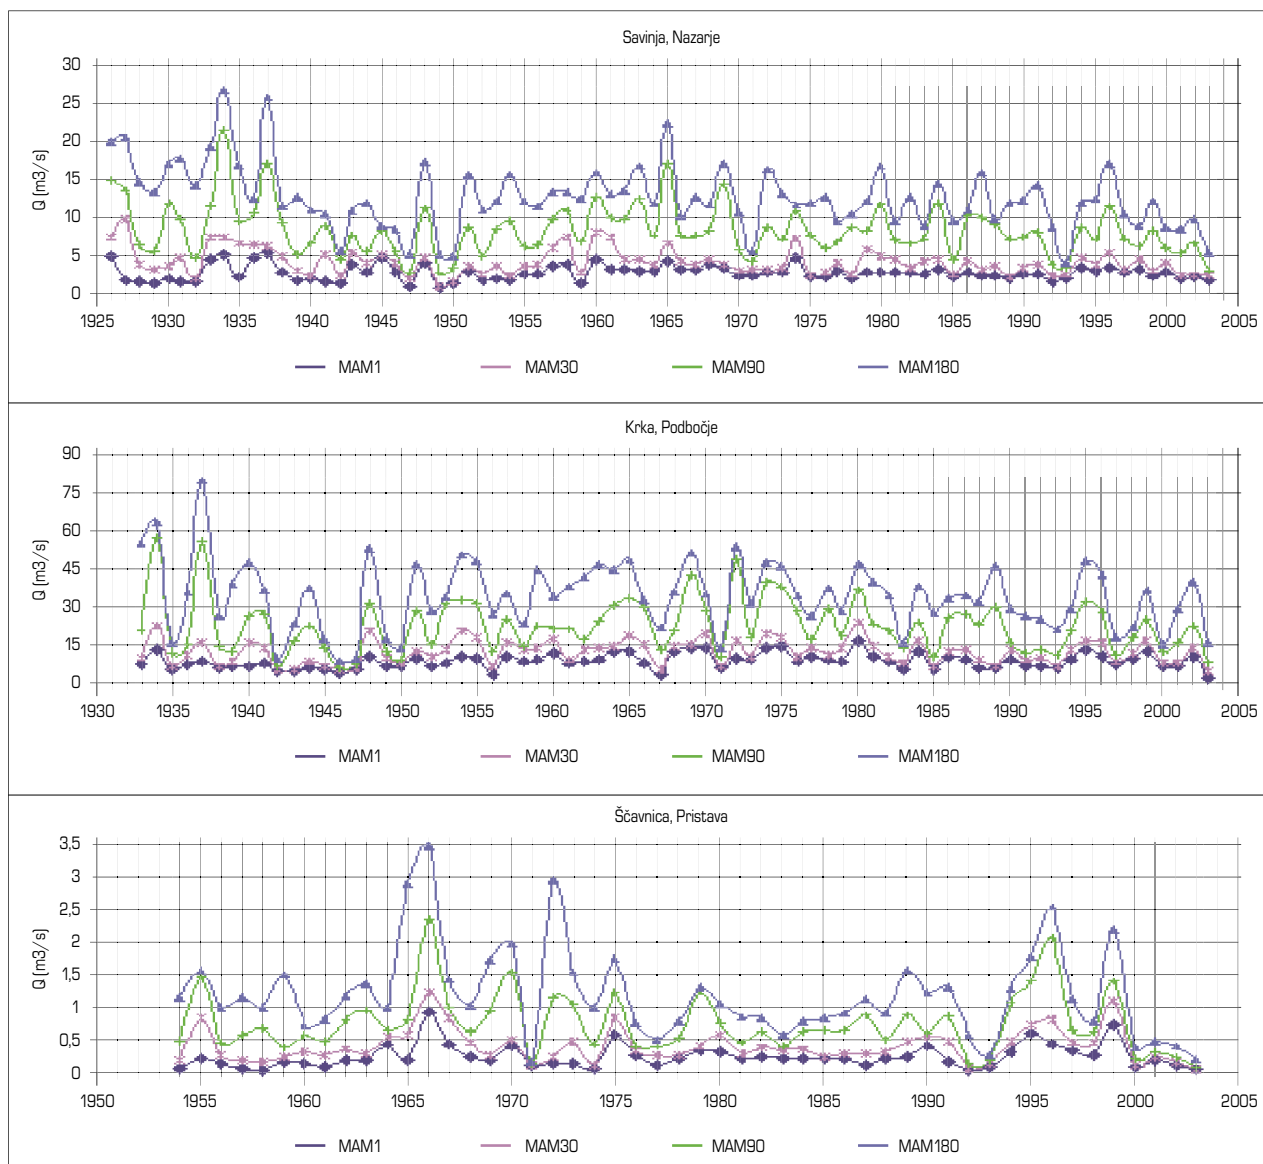 Savinja, Nazarje
Q (m3/s)
30
25
20
15
10
5
0
1925 1930 1935 1940 1945 1950 1955 1960 1965 1970 1975 1980 1985 1990 1995 2000 2005
MAM1 MAM30 MAM90 MAM180
Krka, Podbočje
Q (m3/s)
90
75
60
45
30
15
0
1930 1935 1940 1945 1950 1955 1960 1965 1970 1975 1980 1985 1990 1995 2000 2005
MAM1 MAM30 MAM90 MAM180
Ščavnica, Pristava
Q (m3/s)
3,5
3
2,5
2
1,5
1
0,5
0
1950 1955 1960 1965 1970 1975 1980 1985 1990 1995 2000 2005
MAM1 MAM30 MAM90 MAM180